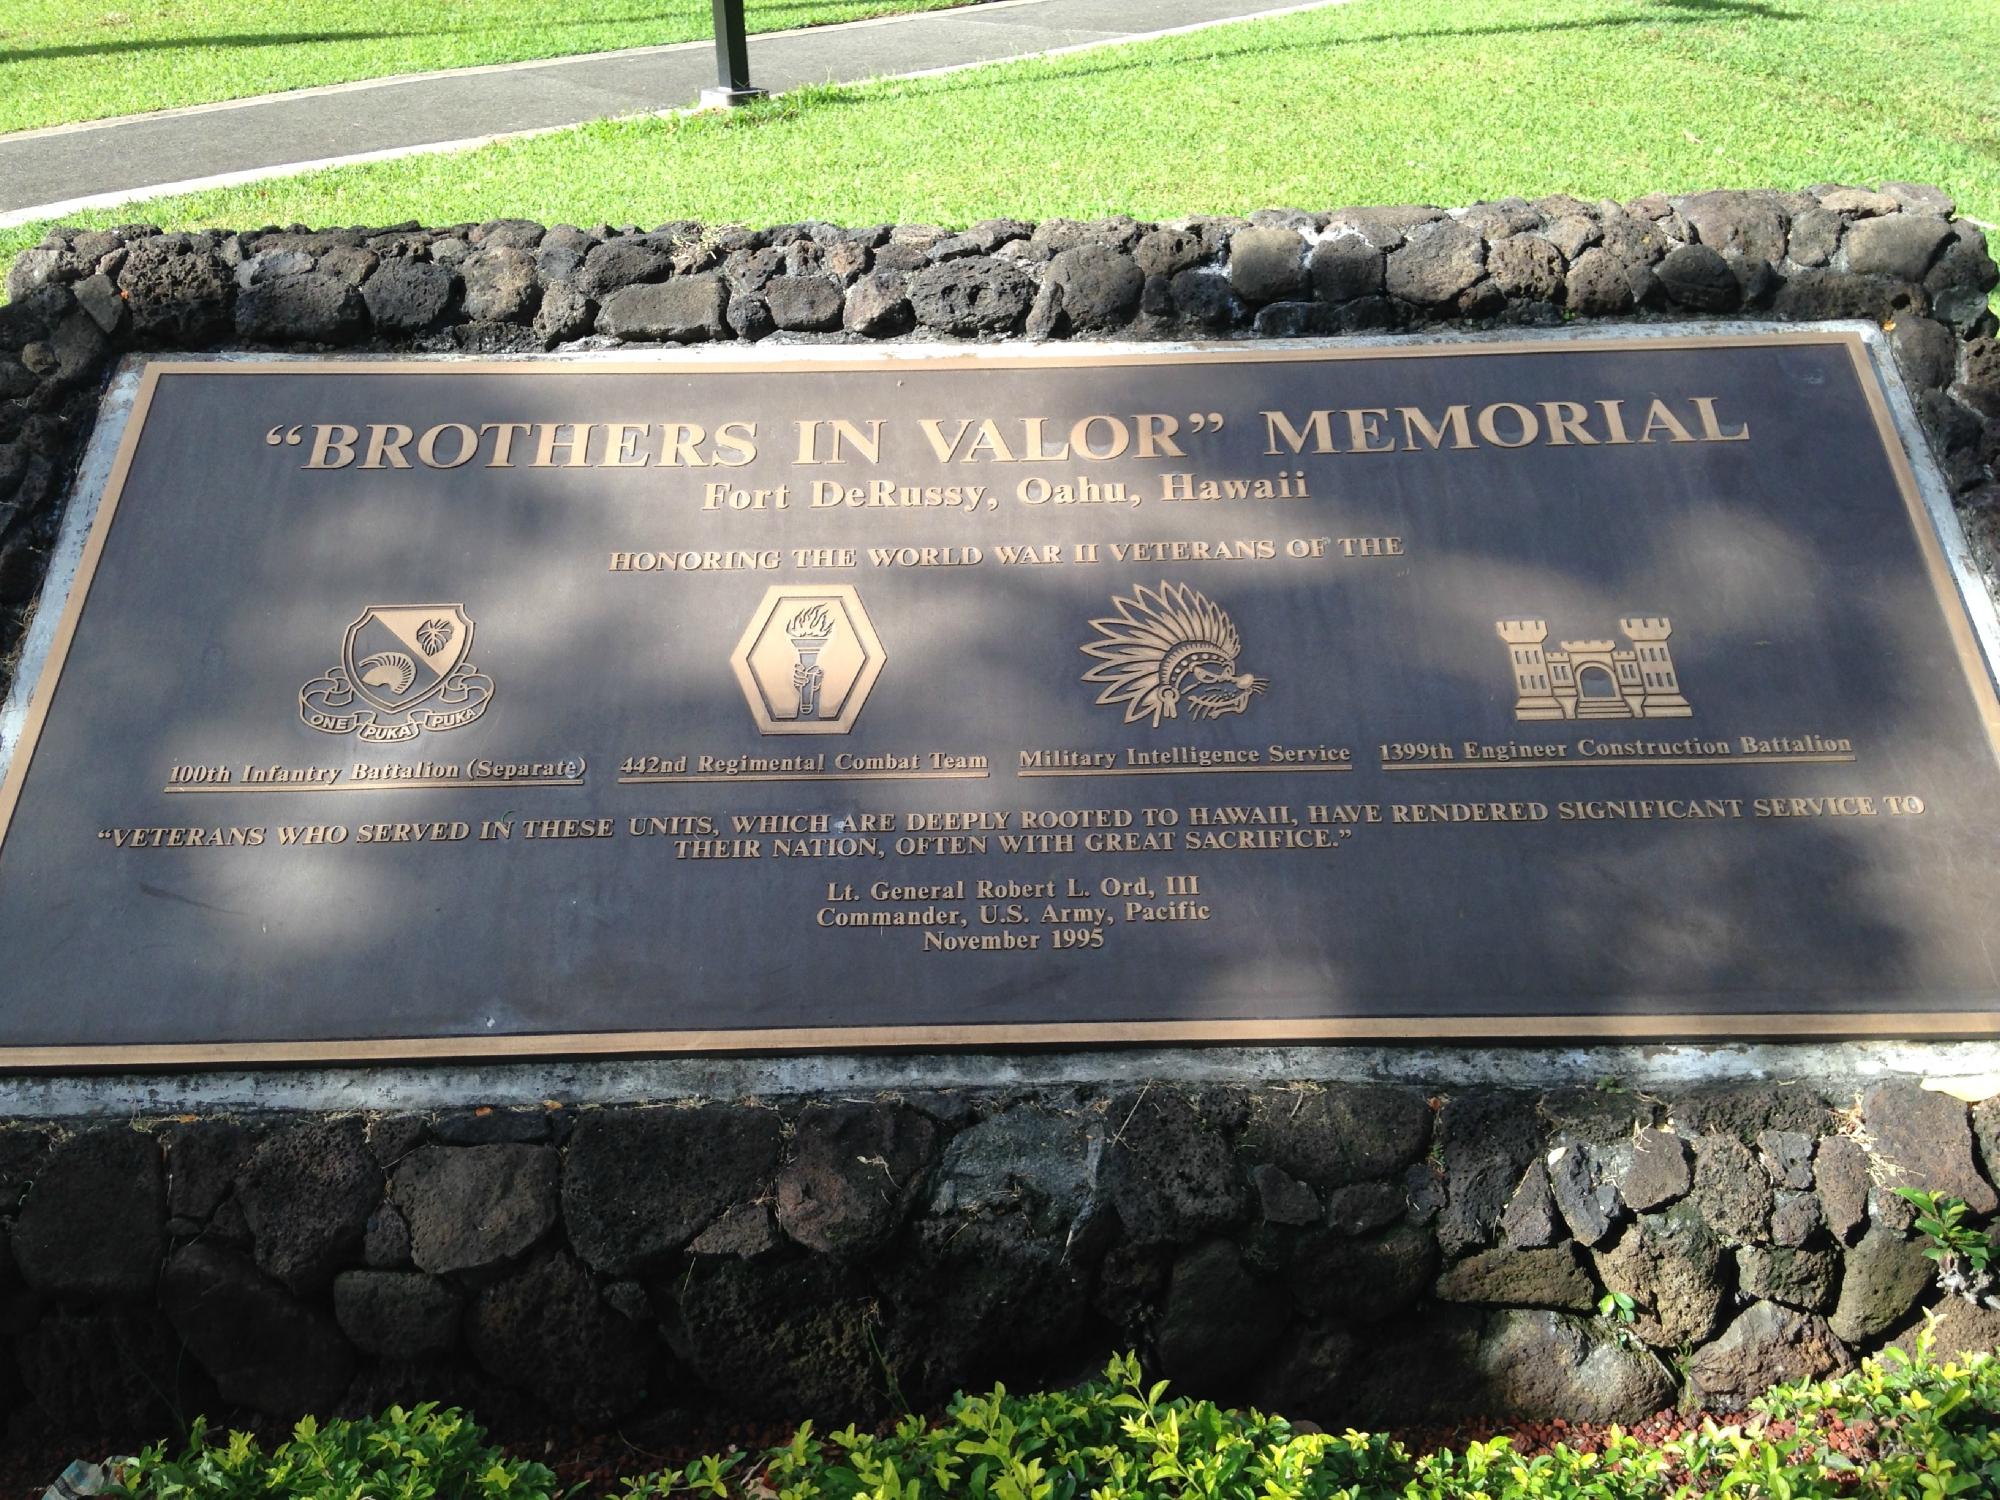 “BROTHERS IN VALOR” MEMORIAL
Fort DeRussy, Oahu, Hawaii
HONORING THE WORLD WAR II VETERANS OF THE
ONE PUKA PUKA
100th Infantry Battalion (Separate)
442nd Regimental Combat Team
Military Intelligence Service
1399th Engineer Construction Battalion
“VETERANS WHO SERVED IN THESE UNITS, WHICH ARE DEEPLY ROOTED TO HAWAII, HAVE RENDERED SIGNIFICANT SERVICE TO
THEIR NATION, OFTEN WITH GREAT SACRIFICE.”
Lt. General Robert L. Ord, III
Commander, U.S. Army, Pacific
November 1995